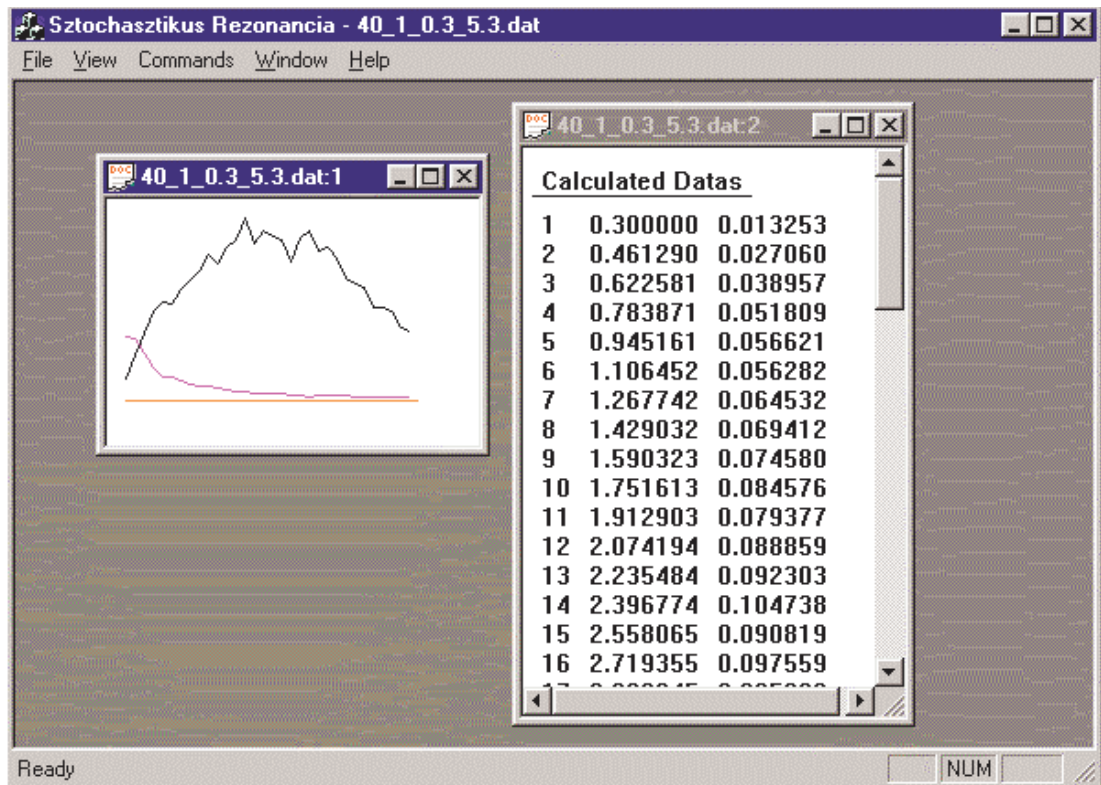 Sztochasztikus Rezonancia - 40_1_0.3_5.3.dat
File View Commands Window Help
40_1_0.3_5.3.dat:1
40_1_0.3_5.3.dat:2
Calculated Datas
1 0.300000 0.013253
2 0.461290 0.027060
3 0.622581 0.038957
4 0.783871 0.051809
5 0.945161 0.056621
6 1.106452 0.056282
7 1.267742 0.064532
8 1.429032 0.069412
9 1.590323 0.074580
10 1.751613 0.084576
11 1.912903 0.079377
12 2.074194 0.088859
13 2.235484 0.092303
14 2.396774 0.104738
15 2.558065 0.090819
16 2.719355 0.097559
Ready NUM